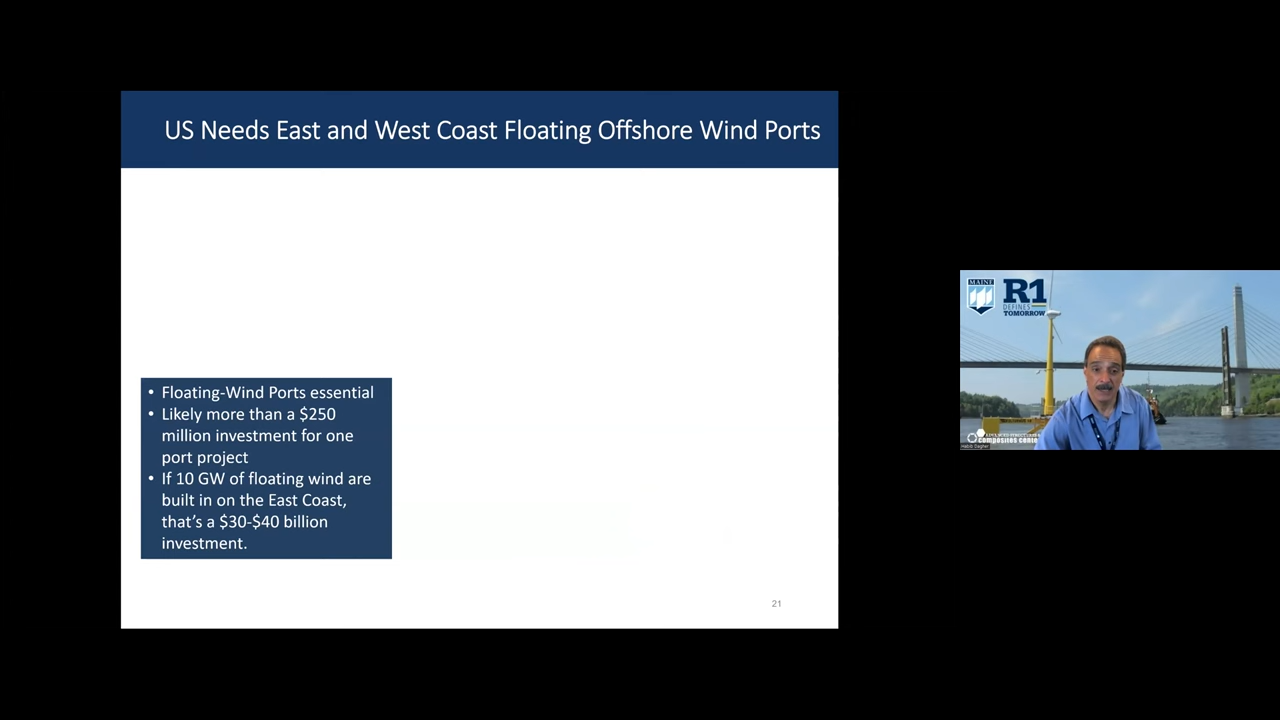 US Needs East and West Coast Floating Offshore Wind Ports
• Floating-Wind Ports essential
• Likely more than a $250
million investment for one
port project
• If 10 GW of floating wind are
built in on the East Coast,
that's a $30-$40 billion
investment.
21
MAINE
R1
DEFINES
TOMORROW
composites center